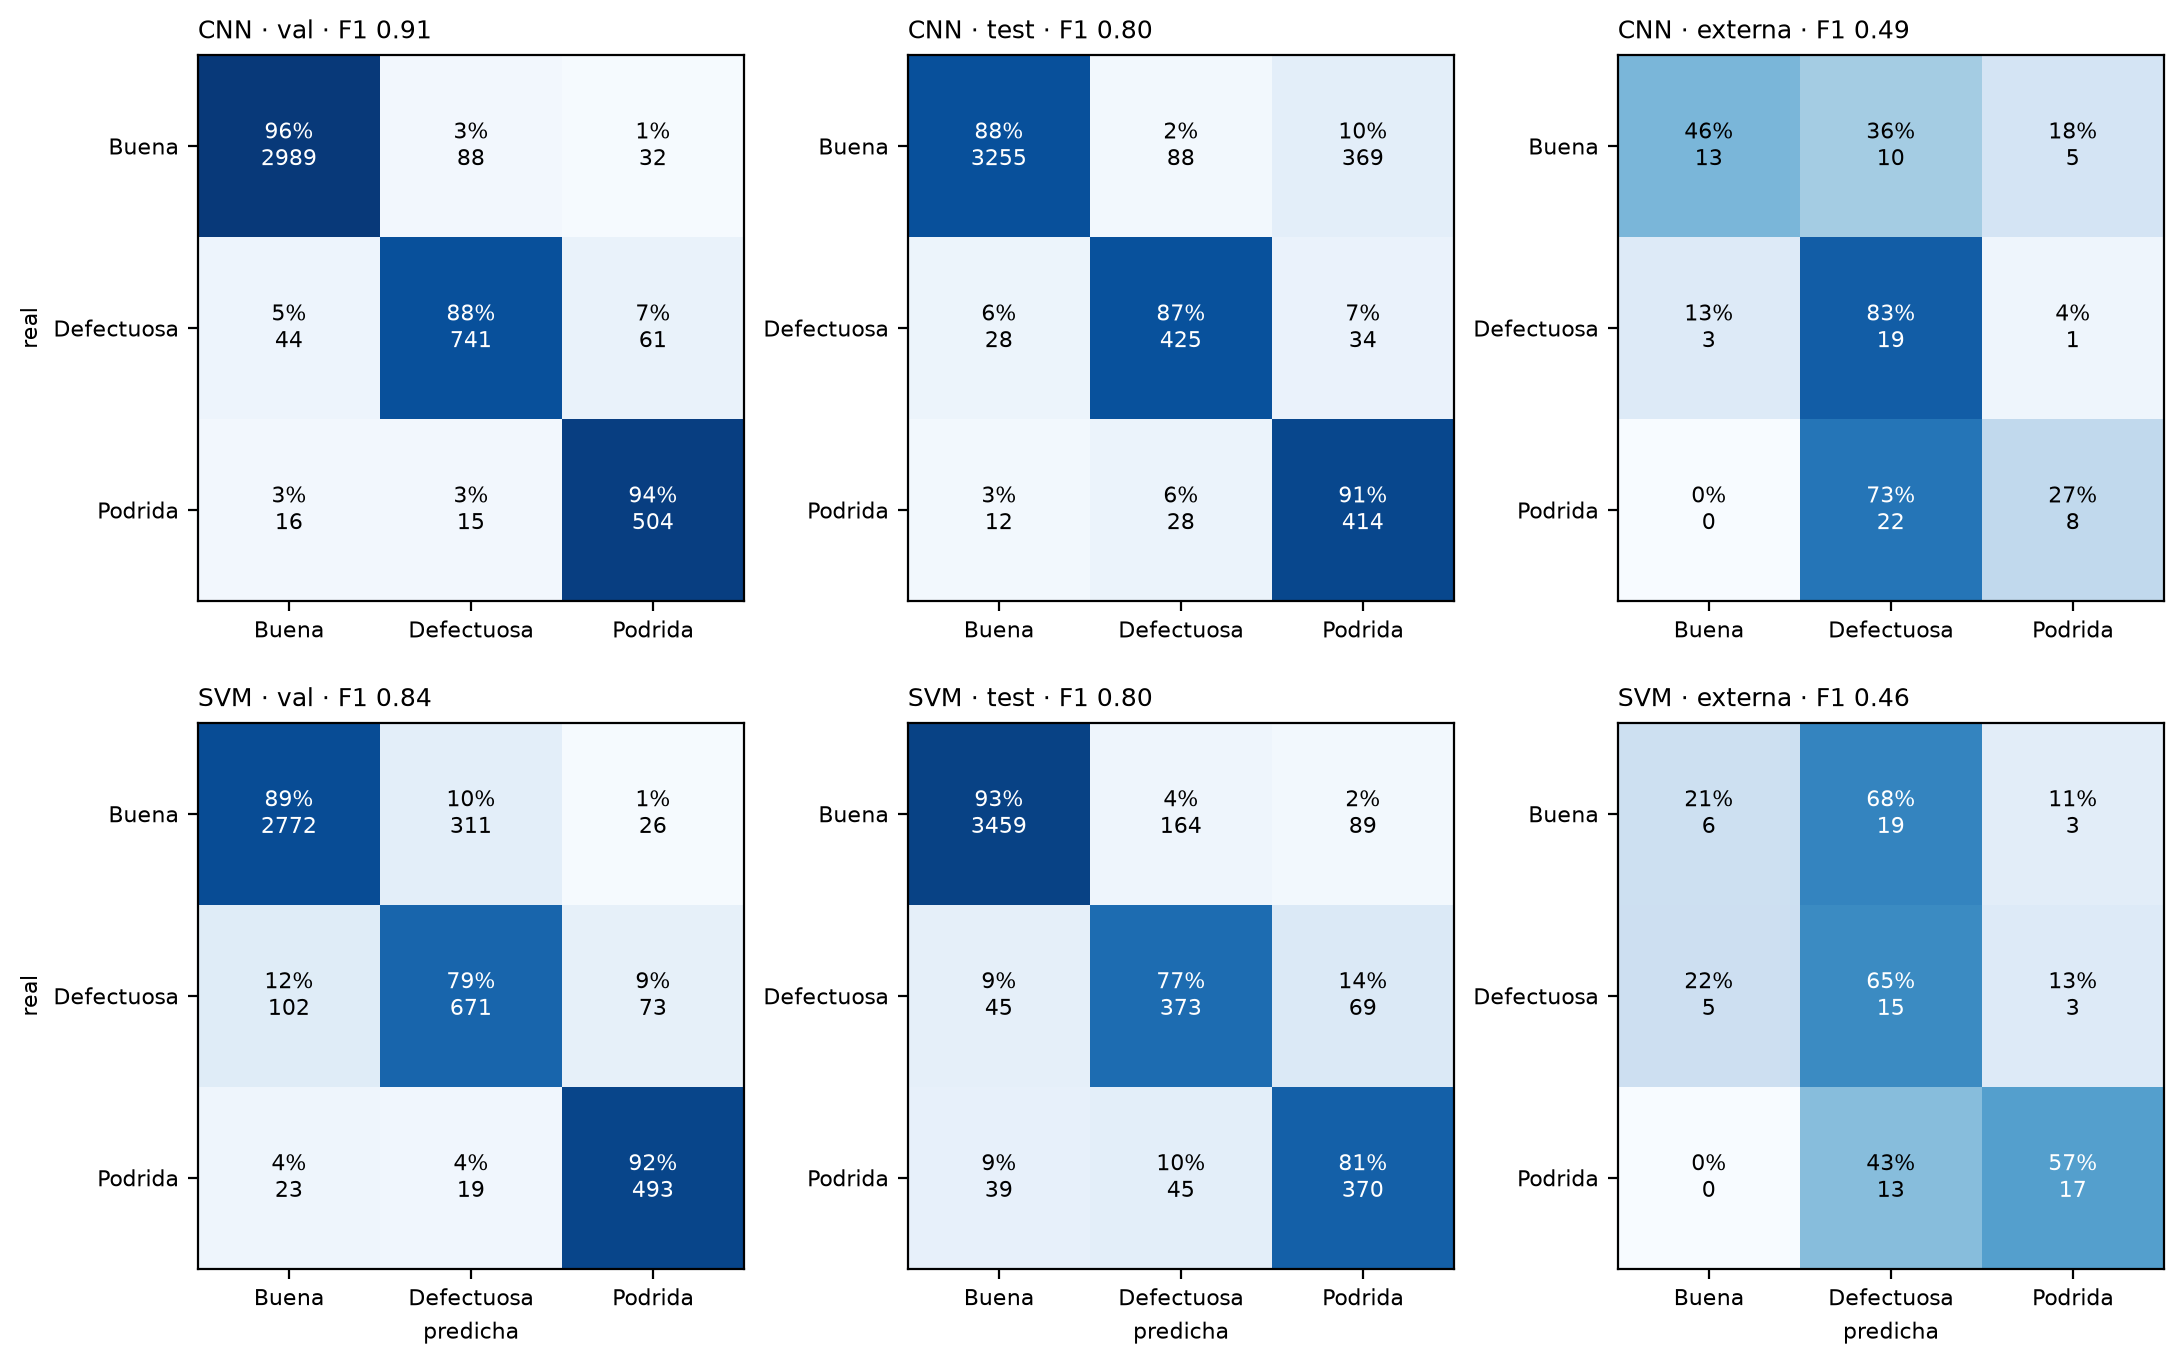 CNN · val · F1 0.91
CNN · test · F1 0.80
CNN · externa · F1 0.49
real
Buena
96%
2989
3%
88
1%
32
Defectuosa
5%
44
88%
741
7%
61
Podrida
3%
16
3%
15
94%
504
Buena
Defectuosa
Podrida
Buena
88%
3255
2%
88
10%
369
Defectuosa
6%
28
87%
425
7%
34
Podrida
3%
12
6%
28
91%
414
Buena
Defectuosa
Podrida
Buena
46%
13
36%
10
18%
5
Defectuosa
13%
3
83%
19
4%
1
Podrida
0%
0
73%
22
27%
8
Buena
Defectuosa
Podrida
SVM · val · F1 0.84
SVM · test · F1 0.80
SVM · externa · F1 0.46
real
Buena
89%
2772
10%
311
1%
26
Defectuosa
12%
102
79%
671
9%
73
Podrida
4%
23
4%
19
92%
493
Buena
Defectuosa
Podrida
predicha
Buena
93%
3459
4%
164
2%
89
Defectuosa
9%
45
77%
373
14%
69
Podrida
9%
39
10%
45
81%
370
Buena
Defectuosa
Podrida
predicha
Buena
21%
6
68%
19
11%
3
Defectuosa
22%
5
65%
15
13%
3
Podrida
0%
0
43%
13
57%
17
Buena
Defectuosa
Podrida
predicha